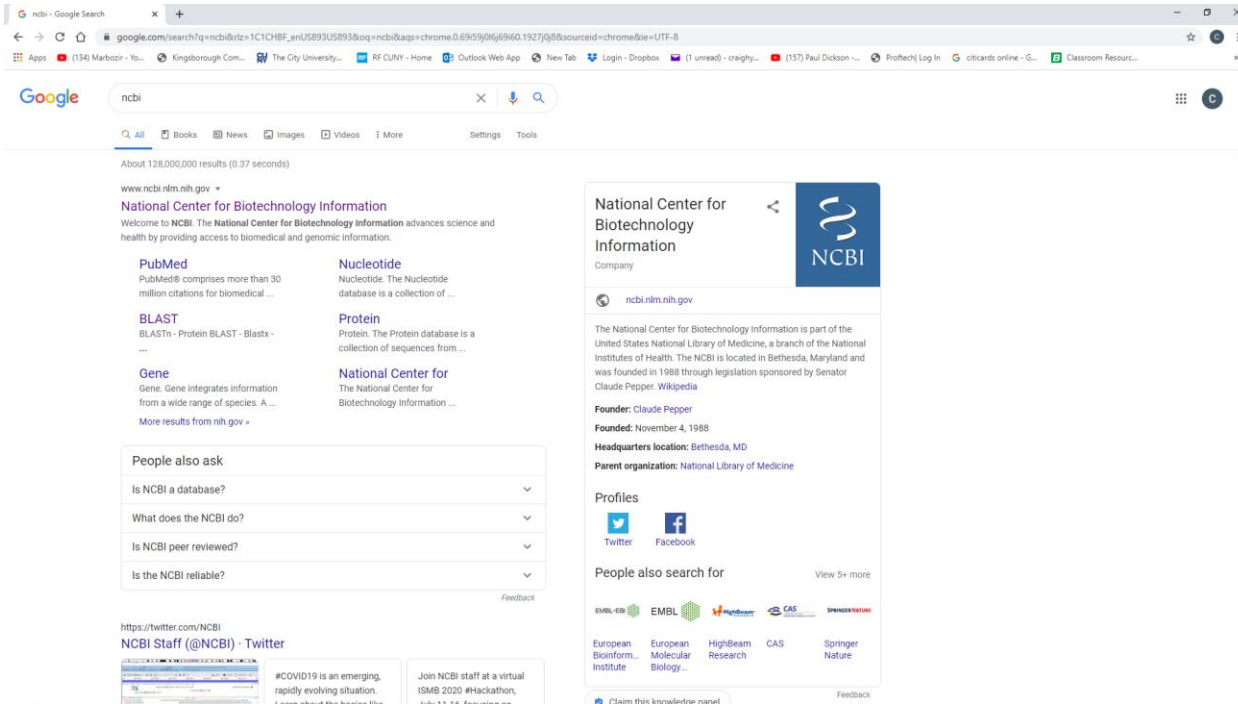 ncbi - Google Search
google.com/search?q=ncbi&rlz=1C1CHBF_enUS893US893&oq=ncbi&aqs=chrome.0.69i59j0l6j69i60.1927j0j8&sourceid=chrome&ie=UTF-8
Apps (134) Marbozir - Yo... Kingsborough Com... The City University... RF CUNY - Home Outlook Web App New Tab Login - Dropbox (1 unread) - craighy... (157) Paul Dickson -... Proftech| Log In citicards online - G... Classroom Resourc...
Google
ncbi
C
All Books News Images Videos More Settings Tools
About 128,000,000 results (0.37 seconds)
www.ncbi.nlm.nih.gov
National Center for Biotechnology Information
Welcome to NCBI. The National Center for Biotechnology Information advances science and
health by providing access to biomedical and genomic information.
PubMed
PubMed® comprises more than 30
million citations for biomedical ...
Nucleotide
Nucleotide. The Nucleotide
database is a collection of ...
BLAST
BLASTn - Protein BLAST - Blastx -
...
Protein
Protein. The Protein database is a
collection of sequences from ...
Gene
Gene. Gene integrates information
from a wide range of species. A ...
National Center for
The National Center for
Biotechnology Information ...
More results from nih.gov »
People also ask
Is NCBI a database?
What does the NCBI do?
Is NCBI peer reviewed?
Is the NCBI reliable?
Feedback
https://twitter.com/NCBI
NCBI Staff (@NCBI) · Twitter
#COVID19 is an emerging,
rapidly evolving situation.
Join NCBI staff at a virtual
ISMB 2020 #Hackathon,
National Center for
Biotechnology
Information
Company
NCBI
ncbi.nlm.nih.gov
The National Center for Biotechnology Information is part of the
United States National Library of Medicine, a branch of the National
Institutes of Health. The NCBI is located in Bethesda, Maryland and
was founded in 1988 through legislation sponsored by Senator
Claude Pepper. Wikipedia
Founder: Claude Pepper
Founded: November 4, 1988
Headquarters location: Bethesda, MD
Parent organization: National Library of Medicine
Profiles
Twitter Facebook
People also search for View 5+ more
EMBL-EBI EMBL HighBeam CAS SPRINGER NATURE
European
Bioinform...
Institute
European
Molecular
Biology...
HighBeam
Research
CAS
Springer
Nature
Claim this knowledge panel
Feedback